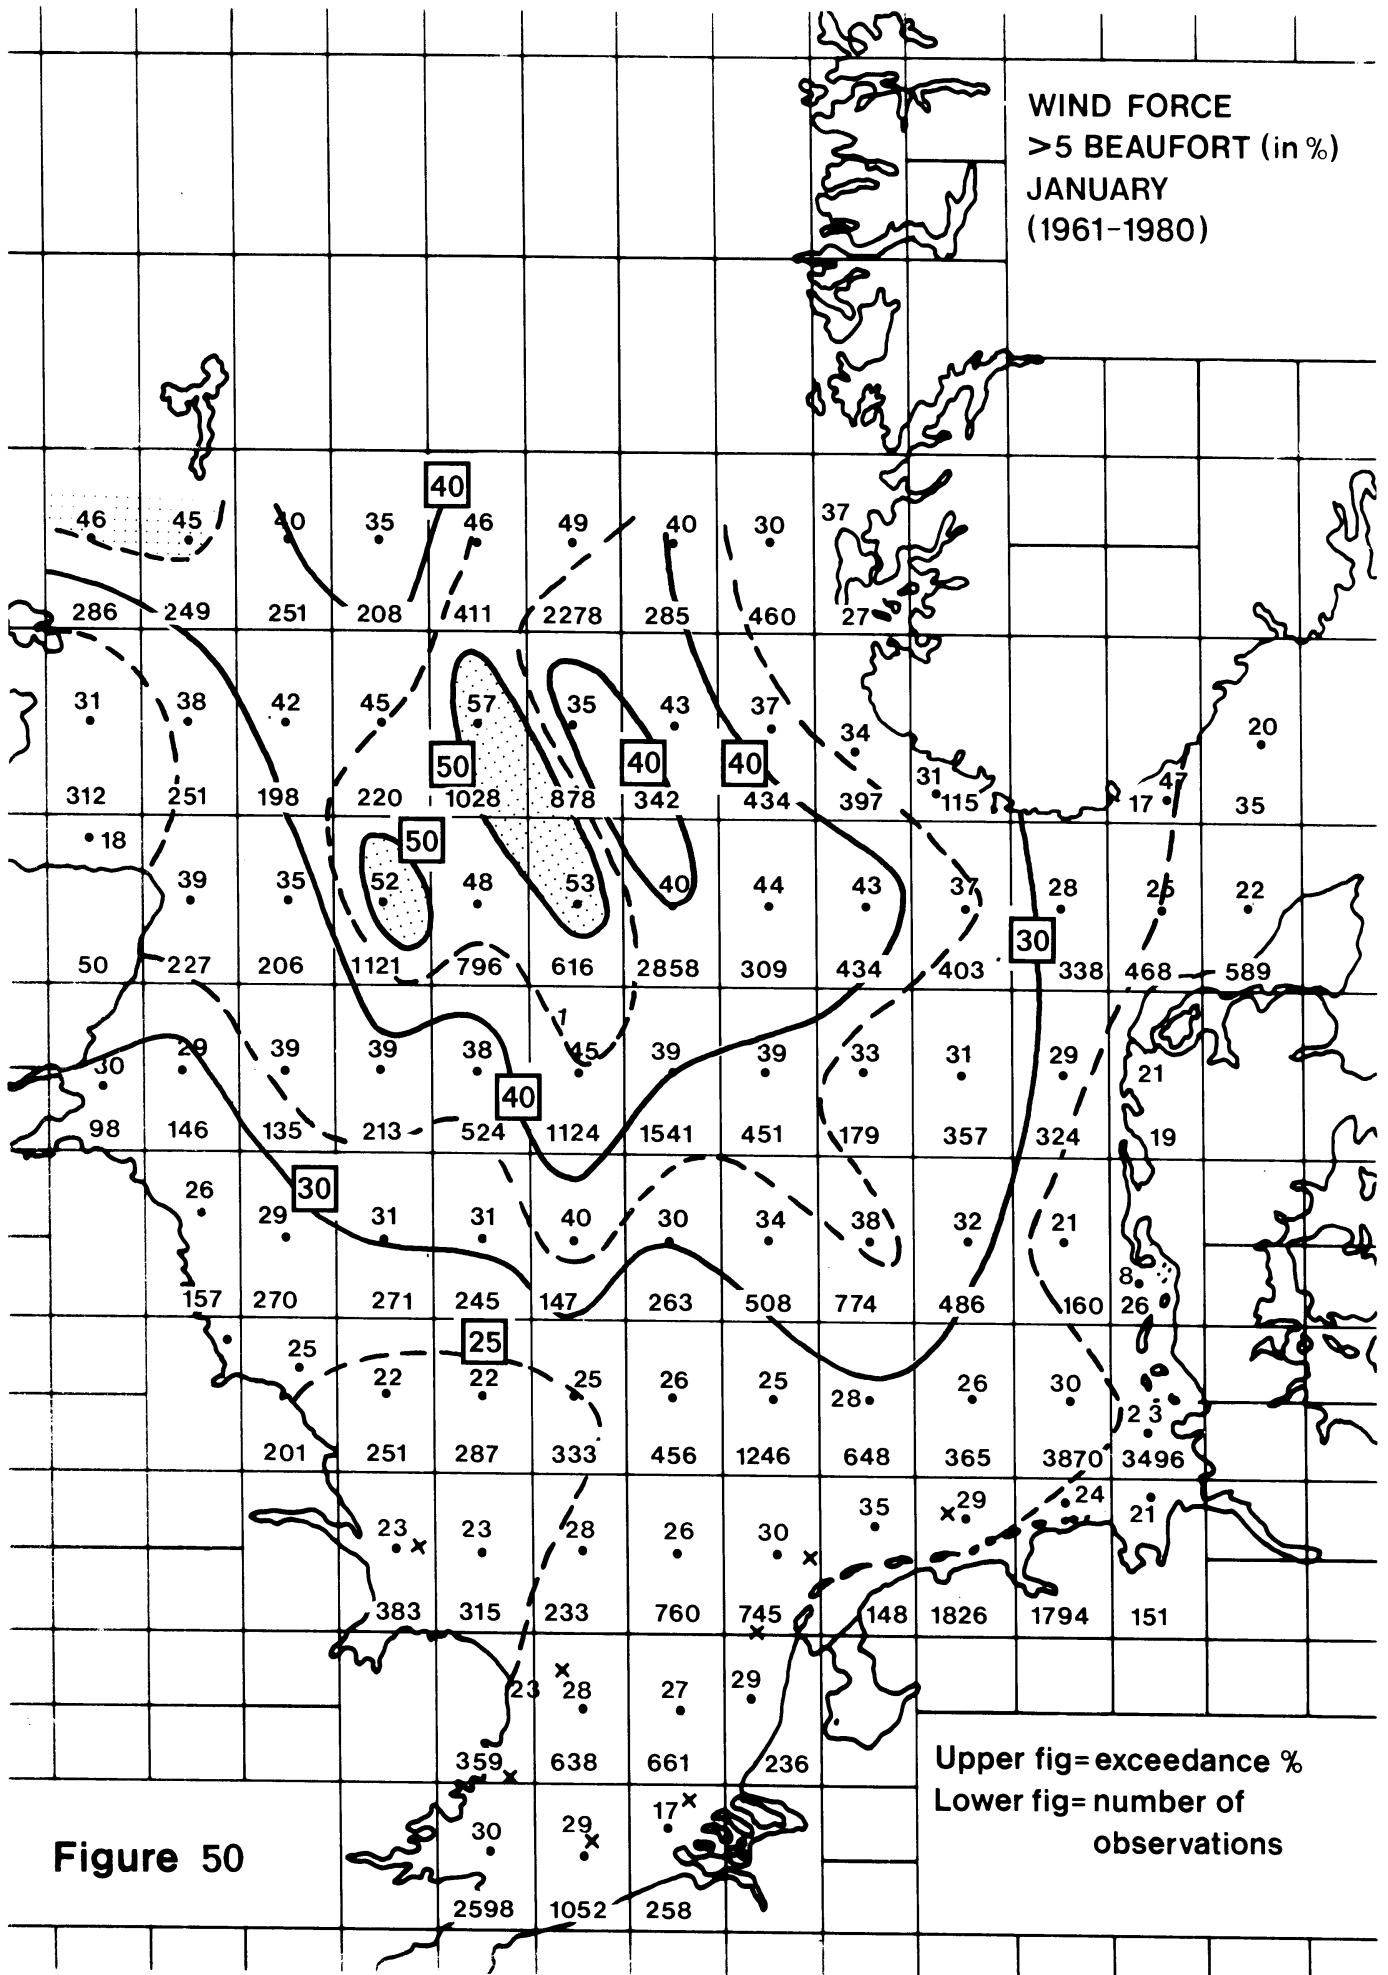 WIND FORCE
>5 BEAUFORT (in %)
JANUARY
(1961-1980)
40
46 45 40 35 46 49 40 30 37
286 249 251 208 411 2278 285 460 27
31 38 42 45 57 35 43 37 34 20
50 40 40
31 47
312 251 198 220 1028 878 342 434 397 115 17 35
18 50
39 35 52 48 53 40 44 43 37 28 25 22
30
50 227 206 1121 796 616 2858 309 434 403 338 468 589
1
30 29 39 39 38 45 39 39 33 31 29 21
40
98 146 135 213 524 1124 1541 451 179 357 324 19
30
26 29 31 31 40 30 34 38 32 21
8
157 270 271 245 147 263 508 774 486 160 26
25
25 22 22 25 26 25 28 26 30
23
201 251 287 333 456 1246 648 365 3870 3496
23 x 23 28 26 30 x 35 x 29 24 21
383 315 233 760 745 148 1826 1794 151
x
x
23 28 27 29
359 x 638 661 236
Upper fig= exceedance %
Lower fig= number of
observations
17 x
30 29 x
Figure 50
2598 1052 258